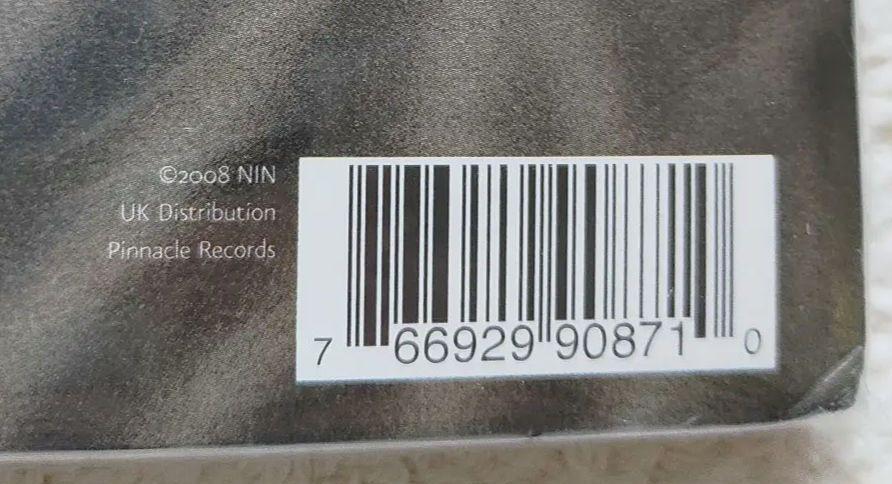 ©2008 NIN
UK Distribution
Pinnacle Records
7 66929 90871 0